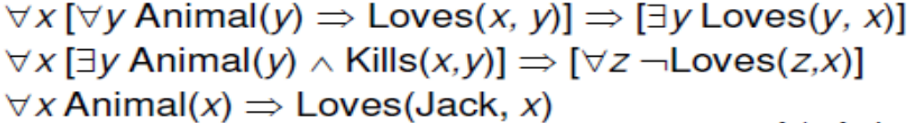 ∀x [∀y Animal(y) ⇒ Loves(x, y)] ⇒ [∃y Loves(y, x)]
∀x [∃y Animal(y) ∧ Kills(x,y)] ⇒ [∀z ¬Loves(z,x)]
∀x Animal(x) ⇒ Loves(Jack, x)